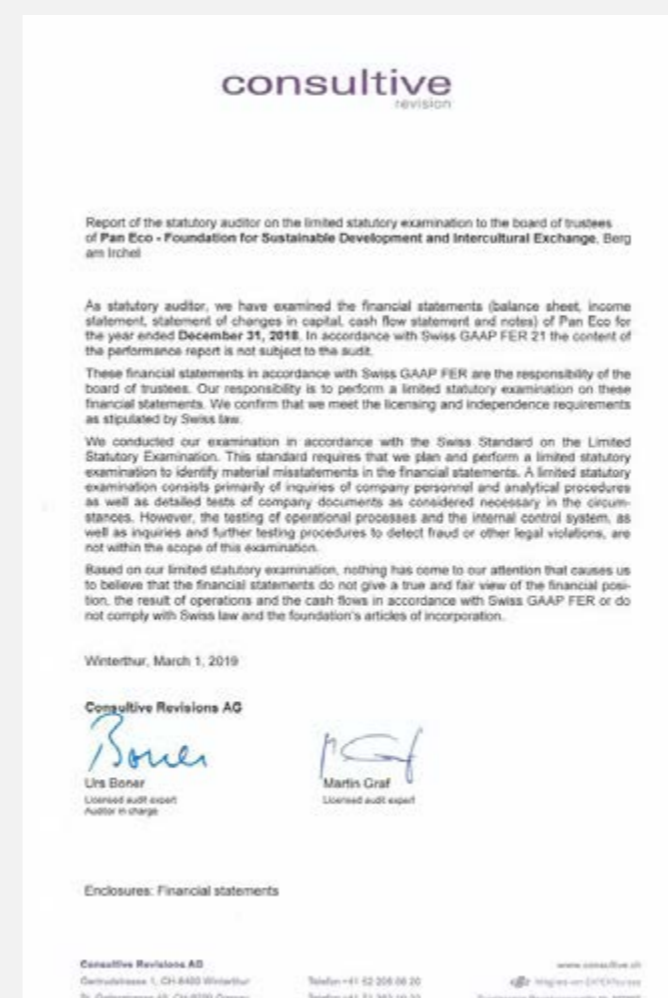 consultive
revision
Report of the statutory auditor on the limited statutory examination to the board of trustees
of Pan Eco - Foundation for Sustainable Development and Intercultural Exchange, Berg
am Irchel
As statutory auditor, we have examined the financial statements (balance sheet, income
statement, statement of changes in capital, cash flow statement and notes) of Pan Eco for
the year ended December 31, 2018. In accordance with Swiss GAAP FER 21 the content of
the performance report is not subject to the audit.
These financial statements in accordance with Swiss GAAP FER are the responsibility of the
board of trustees. Our responsibility is to perform a limited statutory examination on these
financial statements. We confirm that we meet the licensing and independence requirements
as stipulated by Swiss law.
We conducted our examination in accordance with the Swiss Standard on the Limited
Statutory Examination. This standard requires that we plan and perform a limited statutory
examination to identify material misstatements in the financial statements. A limited statutory
examination consists primarily of inquiries of company personnel and analytical procedures
as well as detailed tests of company documents as considered necessary in the circum-
stances. However, the testing of operational processes and the internal control system, as
well as inquiries and further testing procedures to detect fraud or other legal violations, are
not within the scope of this examination.
Based on our limited statutory examination, nothing has come to our attention that causes us
to believe that the financial statements do not give a true and fair view of the financial posi-
tion, the result of operations and the cash flows in accordance with Swiss GAAP FER or do
not comply with Swiss law and the foundation's articles of incorporation.
Winterthur, March 1, 2019
Consultive Revisions AG
Boner
Urs Boner Martin Graf
Licensed audit expert Licensed audit expert
Auditor in charge
Enclosures: Financial statements
Consultive Revisions AG www.consultive.ch
CH-8400 Winterthur Telefon +41 52 208 08 20